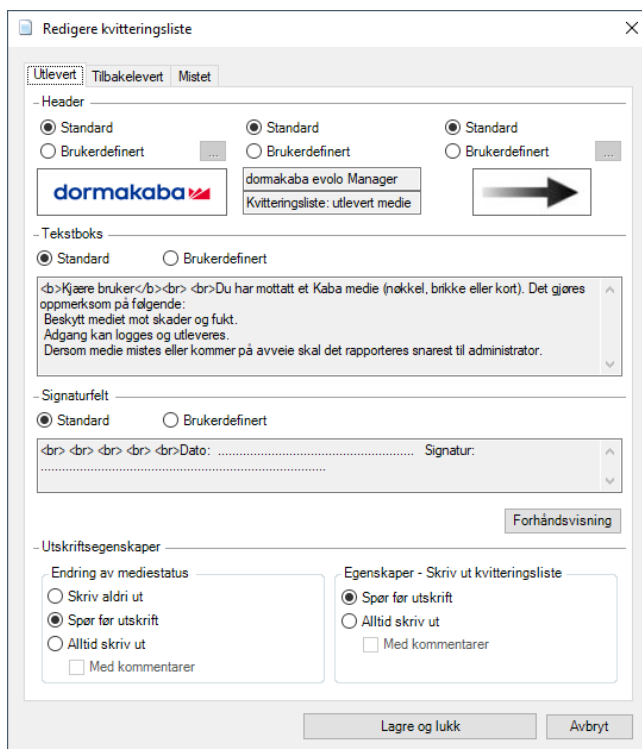 Redigere kvitteringsliste
Utlevert Tilbakelevert Mistet
Header
Standard Standard Standard
Brukerdefinert ... Brukerdefinert Brukerdefinert ...
dormakaba
dormakaba evolo Manager
Kvitteringsliste: utlevert medie
Tekstboks
Standard Brukerdefinert
<b>Kjære bruker</b><br> <br>Du har mottatt et Kaba medie (nøkkel, brikke eller kort). Det gjøres
oppmerksom på følgende:
Beskytt mediet mot skader og fukt.
Adgang kan logges og utleveres.
Dersom medie mistes eller kommer på avveie skal det rapporteres snarest til administrator.
Signaturfelt
Standard Brukerdefinert
<br> <br> <br> <br> <br>Dato: ...................................................... Signatur:
..............................................................................
Forhåndsvisning
Utskriftsegenskaper
Endring av mediestatus Egenskaper - Skriv ut kvitteringsliste
Skriv aldri ut Spør før utskrift
Spør før utskrift Alltid skriv ut
Alltid skriv ut Med kommentarer
Med kommentarer
Lagre og lukk Avbryt